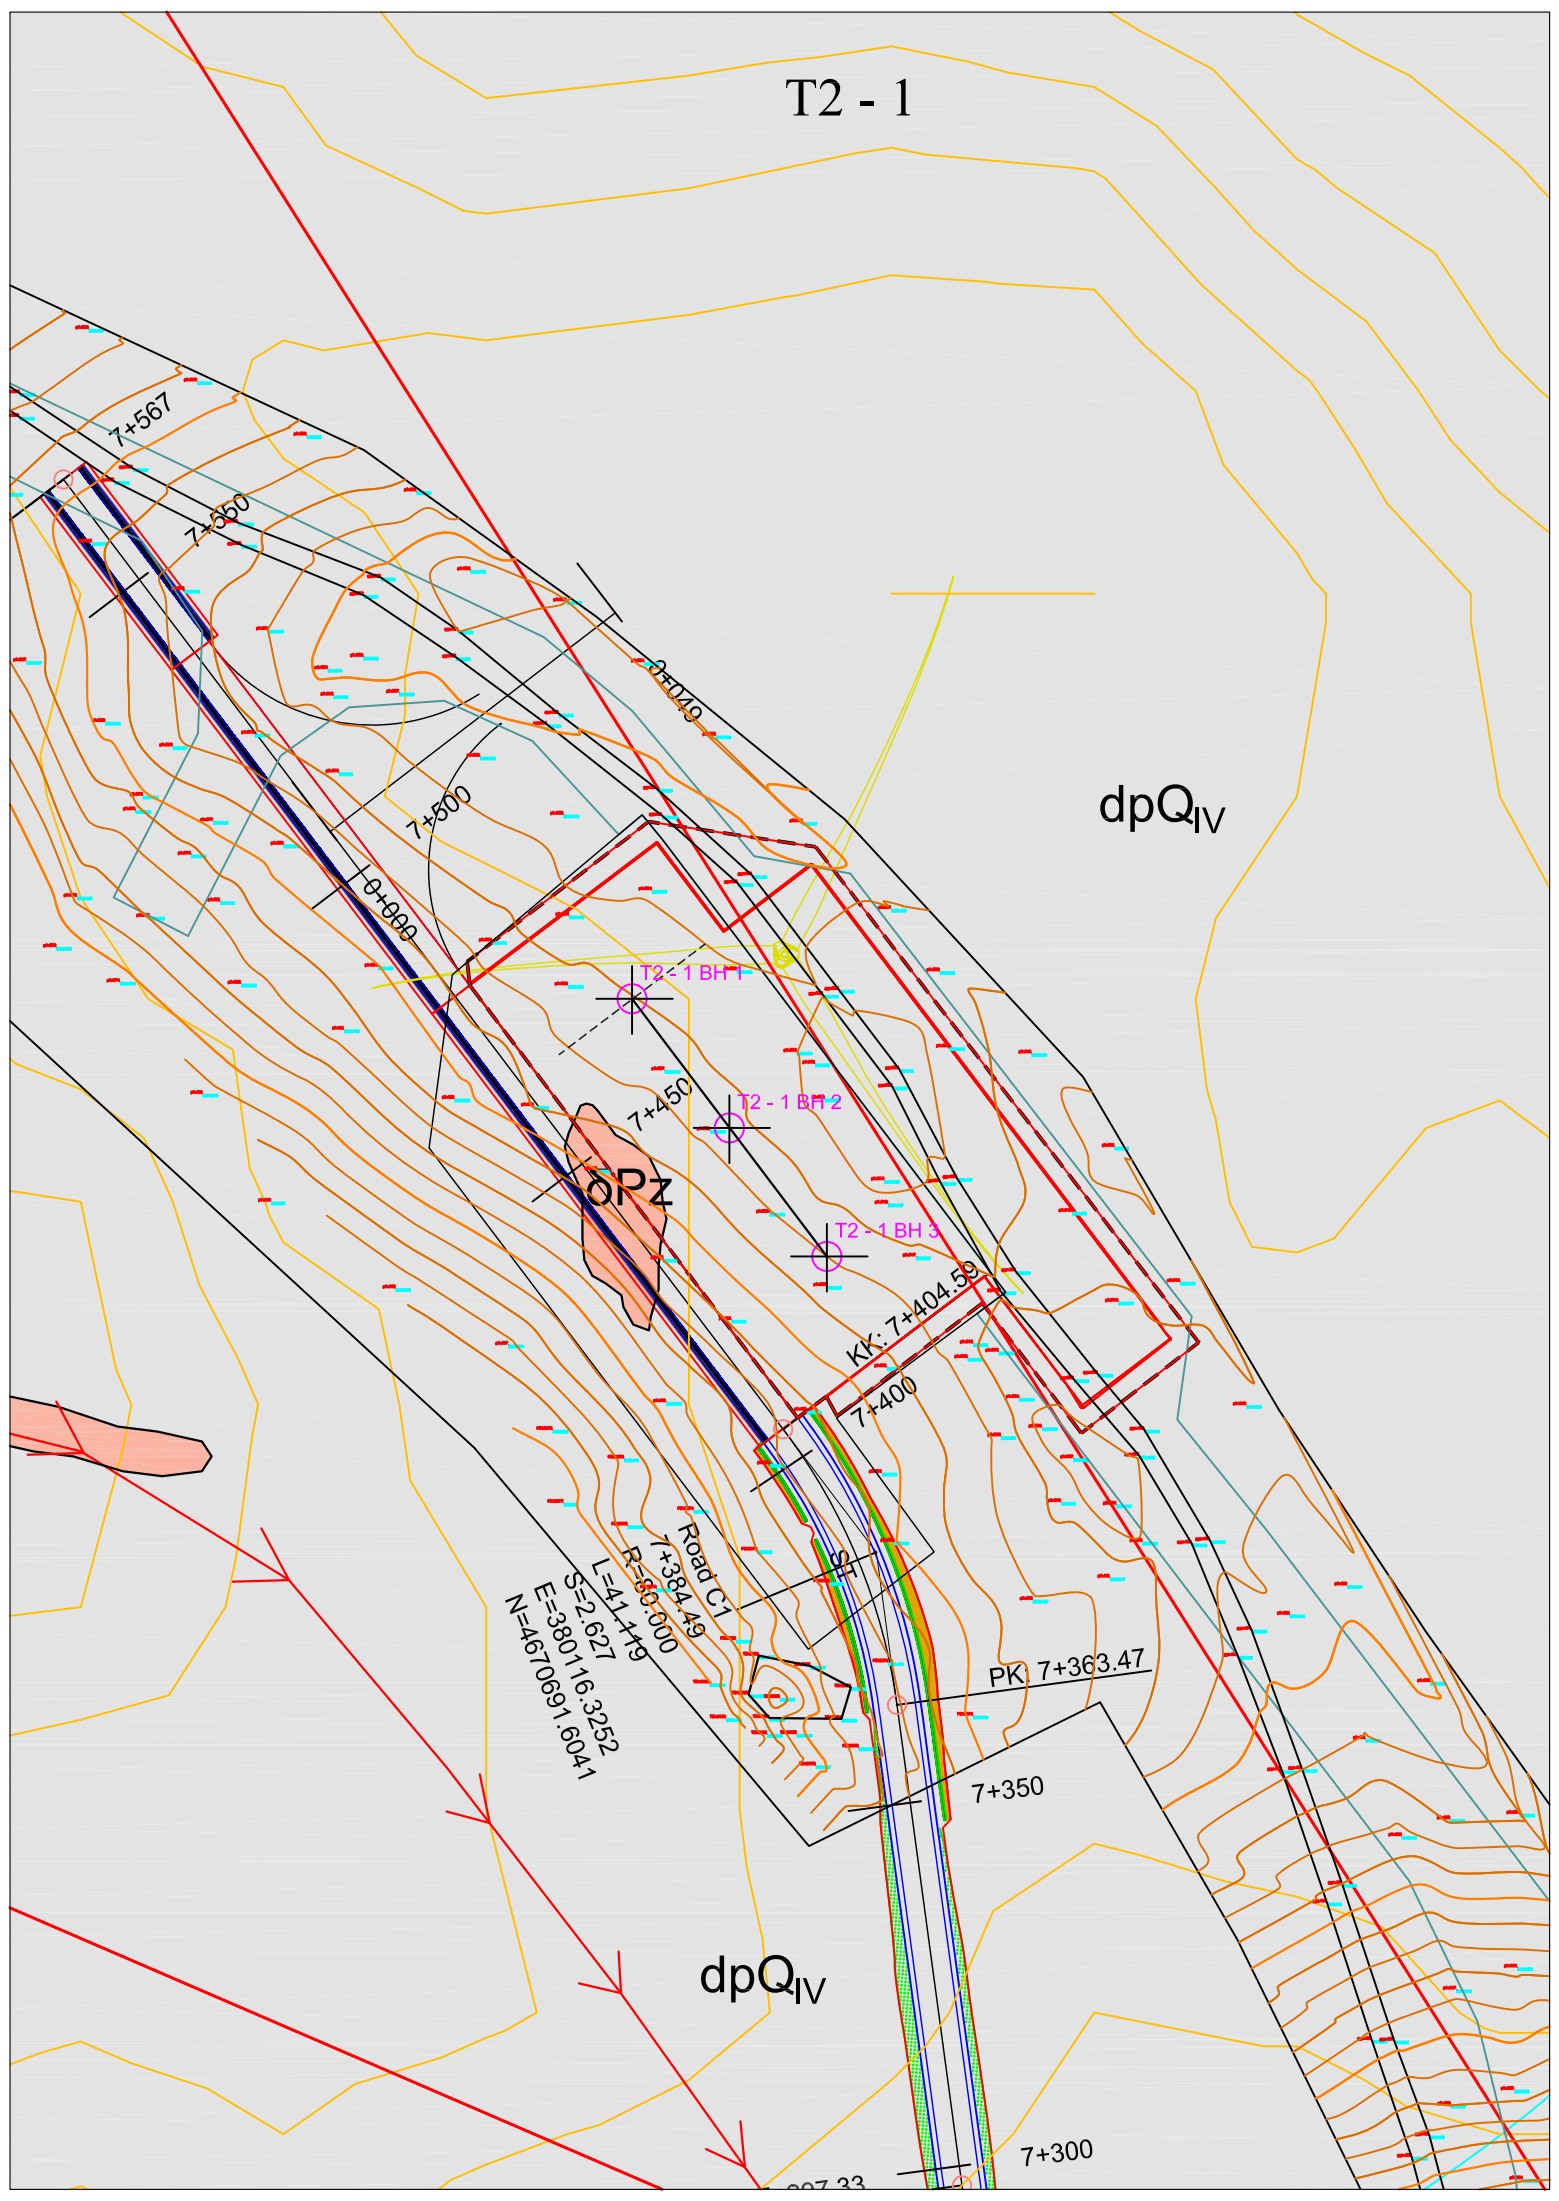 T2 - 1
7+567
7+550
0+049
7+500
dpQIV
0+000
T2 - 1 BH 1
7+450
T2 - 1 BH 2
δPz
T2 - 1 BH 3
KK: 7+404.59
7+400
ST
Road C1
7+384.49
R=80.000
L=41.119
S=2.627
E=380116.3252
N=4670691.6041
PK: 7+363.47
7+350
dpQIV
7+300